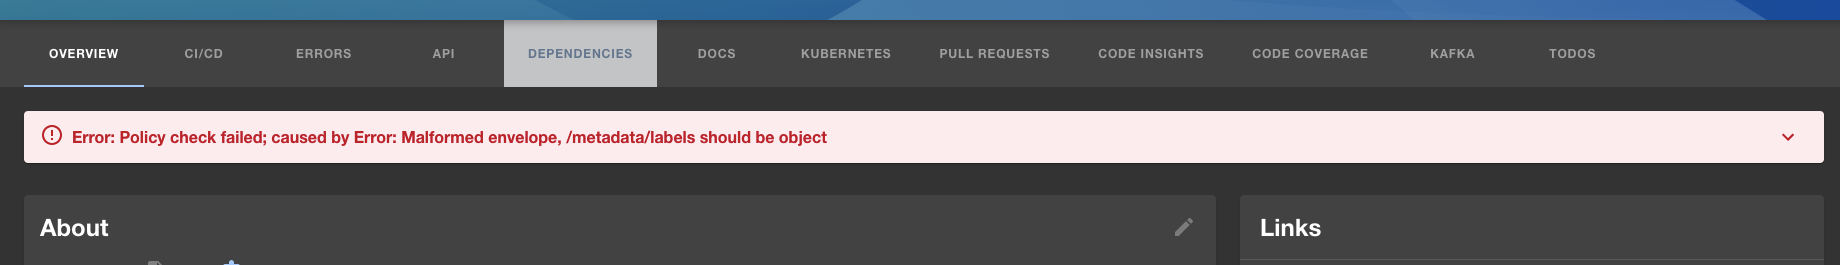 OVERVIEW CI/CD ERRORS API DEPENDENCIES DOCS KUBERNETES PULL REQUESTS CODE INSIGHTS CODE COVERAGE KAFKA TODOS
Error: Policy check failed; caused by Error: Malformed envelope, /metadata/labels should be object
About
Links